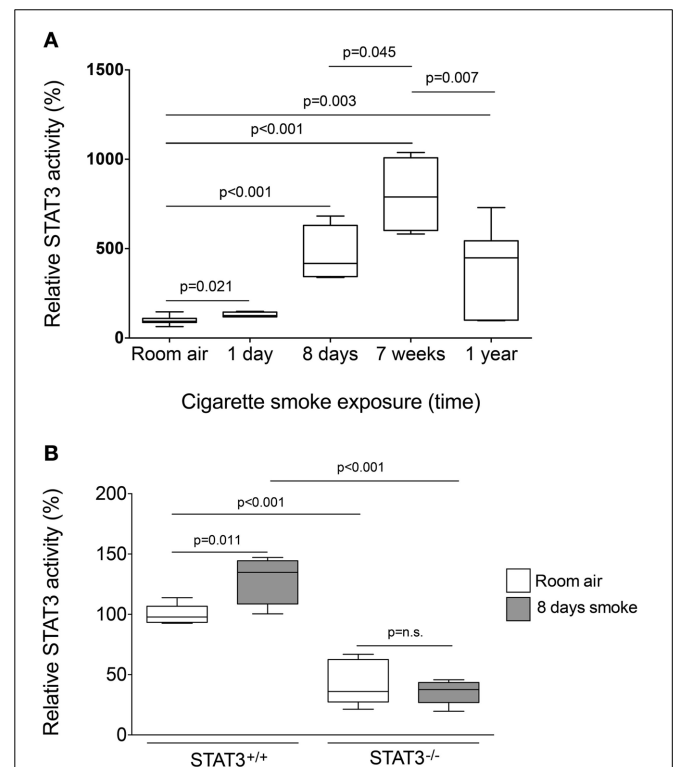 A
p=0.045
1500
p=0.007
p=0.003
p<0.001
1000
p<0.001
500
p=0.021
0
Relative STAT3 activity (%)
Room air 1 day 8 days 7 weeks 1 year
Cigarette smoke exposure (time)
B
p<0.001
200
p<0.001
p=0.011
150
Room air
8 days smoke
100
p=n.s.
50
0
Relative STAT3 activity (%)
STAT3+/+ STAT3-/-